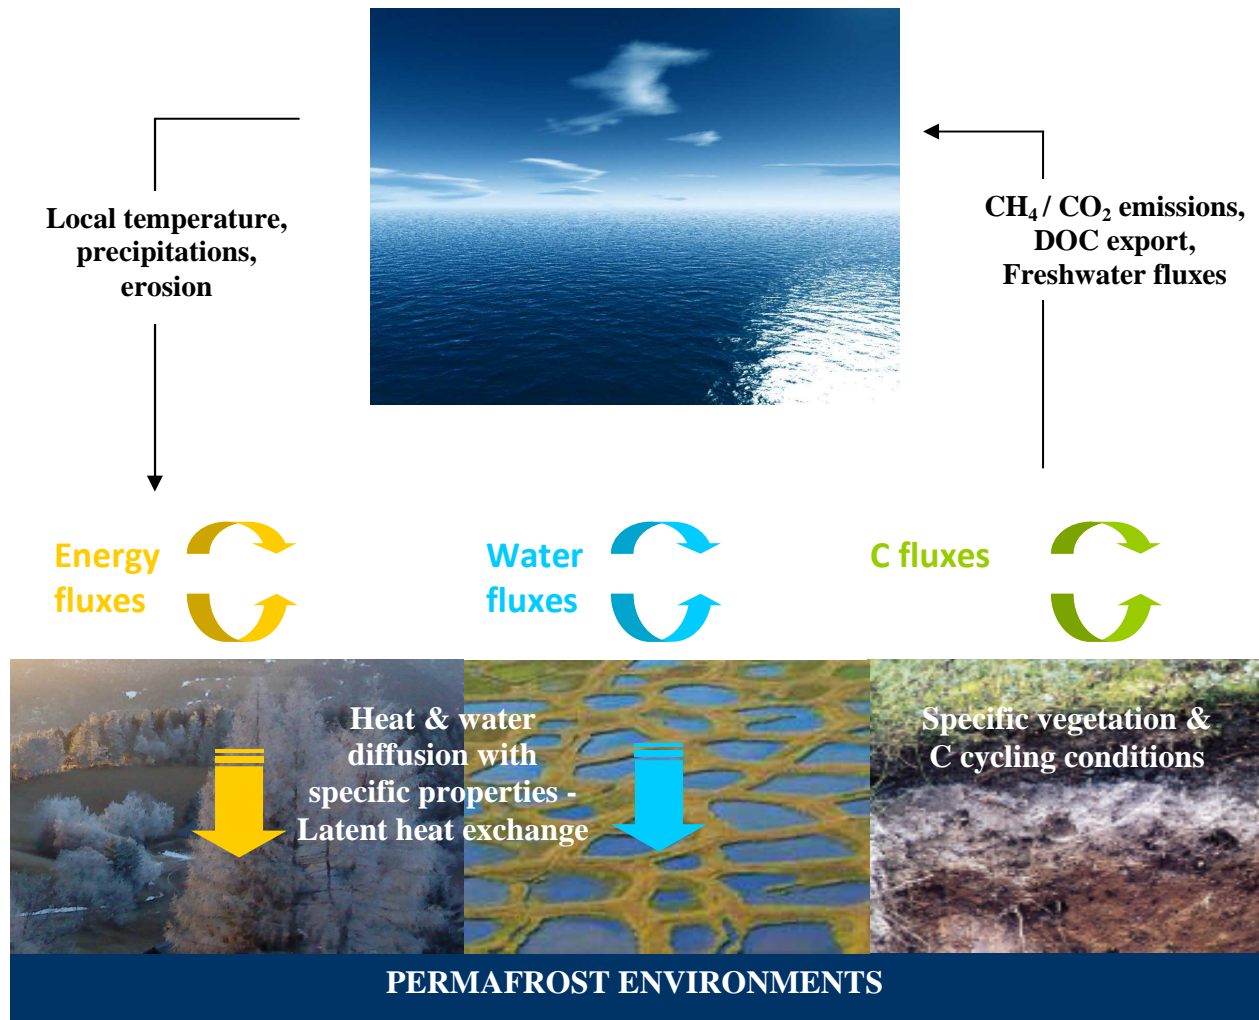 Local temperature,
precipitations,
erosion
CH₄ / CO₂ emissions,
DOC export,
Freshwater fluxes
Energy
fluxes
Water
fluxes
C fluxes
Heat & water
diffusion with
specific properties -
Latent heat exchange
Specific vegetation &
C cycling conditions
PERMAFROST ENVIRONMENTS